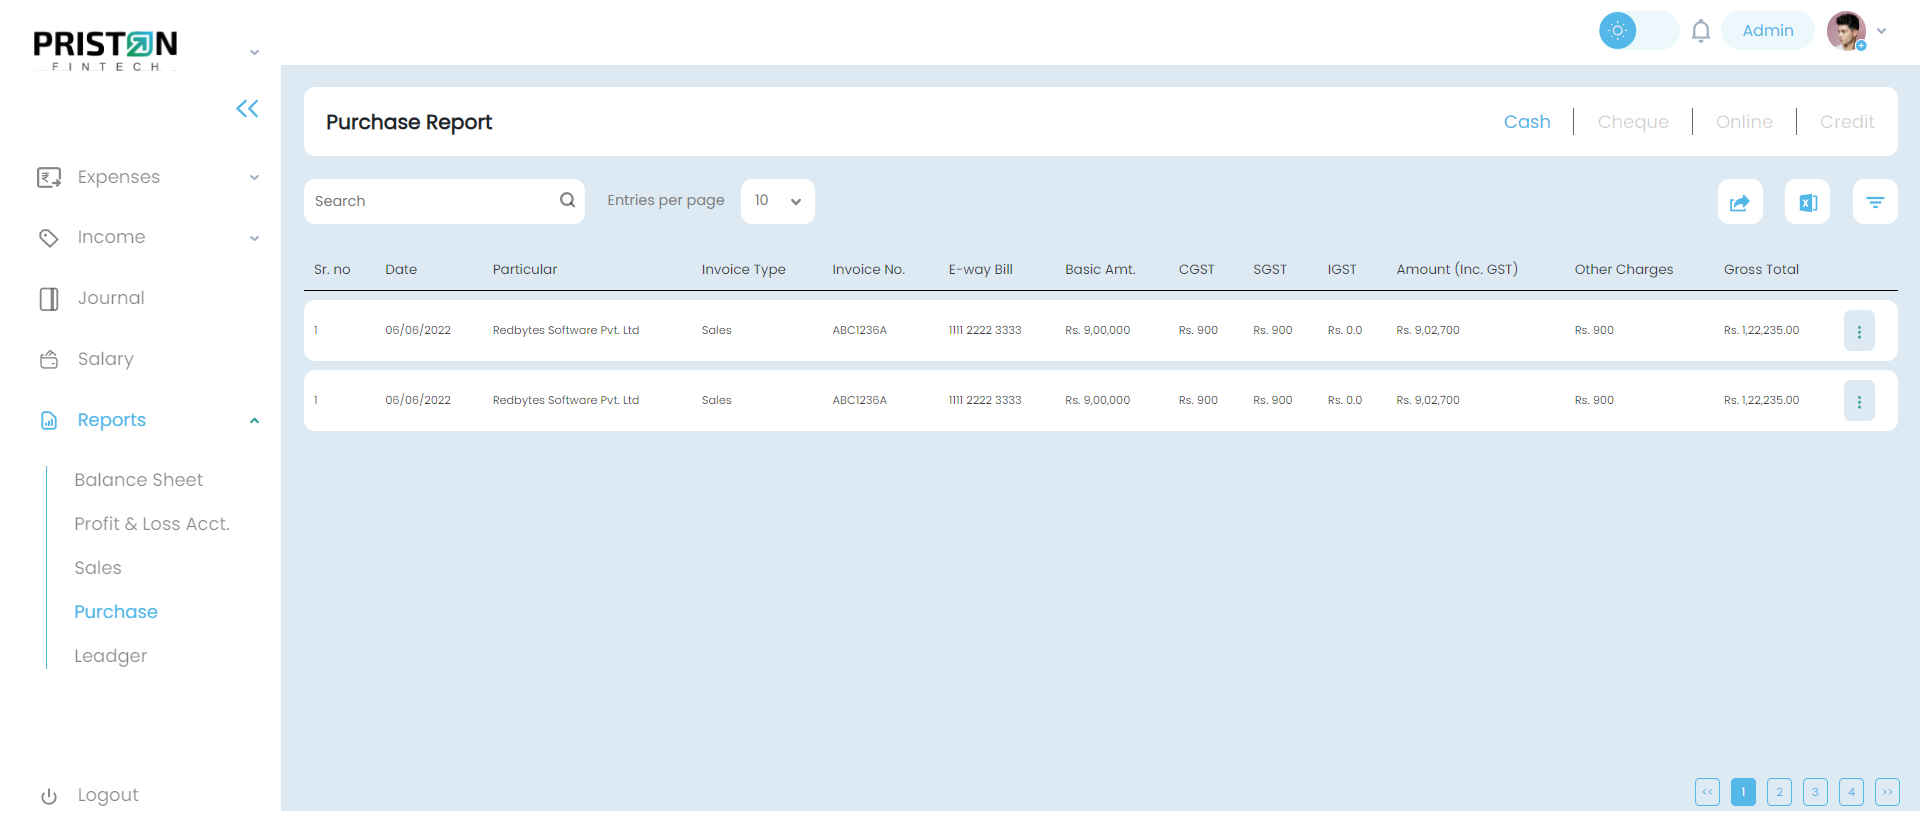 PRISTON
FINTECH
Admin
Purchase Report
Cash
Cheque
Online
Credit
Expenses
Income
Journal
Salary
Reports
Balance Sheet
Profit & Loss Acct.
Sales
Purchase
Leadger
Logout
Search
Entries per page 10
Sr. no Date Particular Invoice Type Invoice No. E-way Bill Basic Amt. CGST SGST IGST Amount (Inc. GST) Other Charges Gross Total
1 06/06/2022 Redbytes Software Pvt. Ltd Sales ABC1236A 1111 2222 3333 Rs. 9,00,000 Rs. 900 Rs. 900 Rs. 0.0 Rs. 9,02,700 Rs. 900 Rs. 1,22,235.00
1 06/06/2022 Redbytes Software Pvt. Ltd Sales ABC1236A 1111 2222 3333 Rs. 9,00,000 Rs. 900 Rs. 900 Rs. 0.0 Rs. 9,02,700 Rs. 900 Rs. 1,22,235.00
<< 1 2 3 4 >>